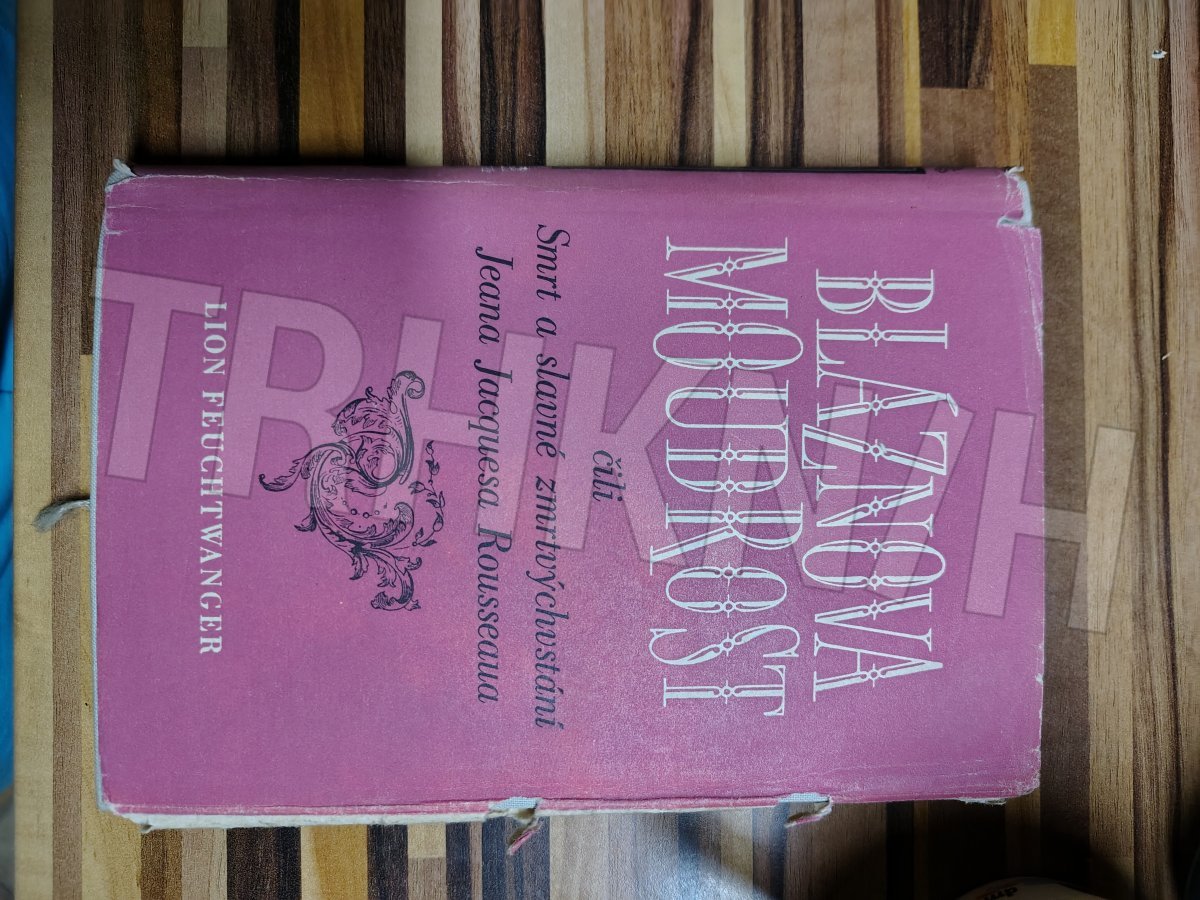 BLÁZNOVA
MOUDROST
čili
Smrt a slavné zmrtvýchvstání
Jeana Jacquesa Rousseaua
LION FEUCHTWANGER
TRHKNIH